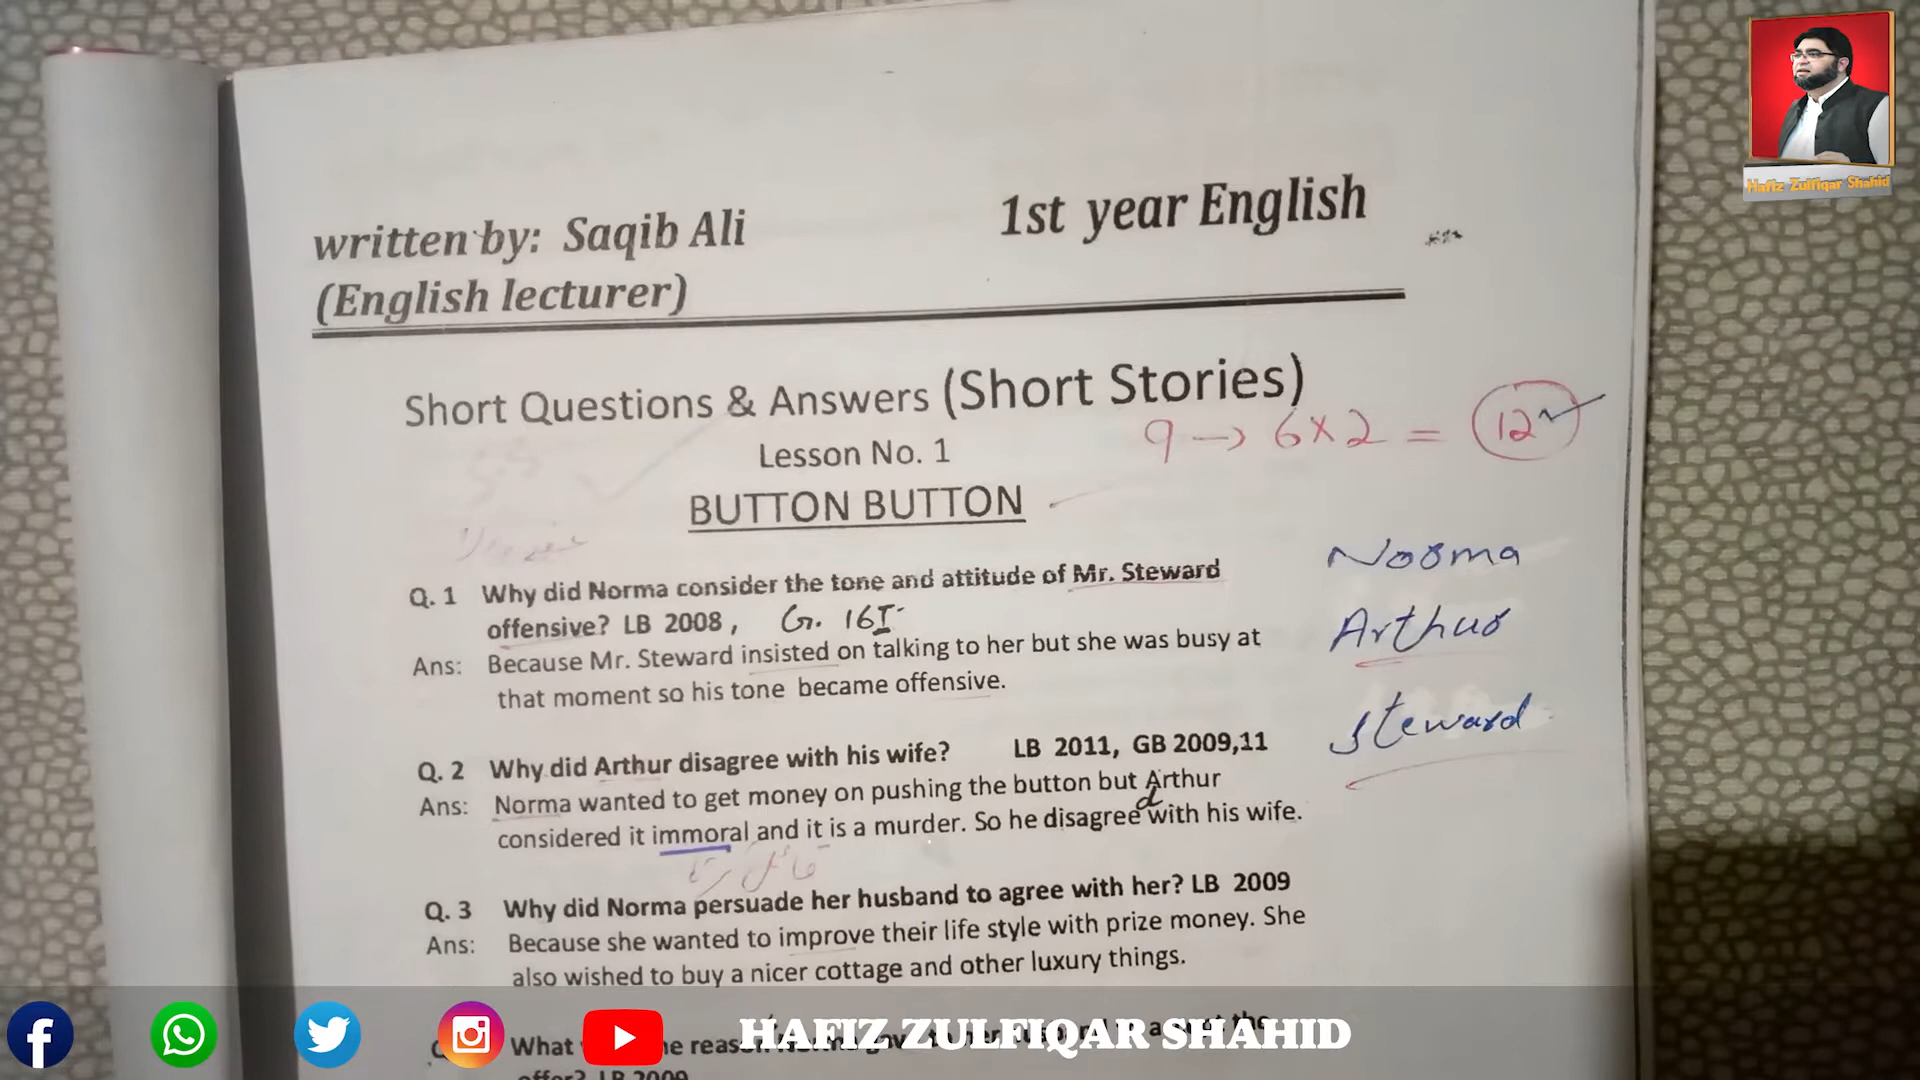 Hafiz Zulfiqar Shahid
written by: Saqib Ali
1st year English
(English lecturer)
Short Questions & Answers (Short Stories)
9 → 6 x 2 = 12
Lesson No. 1
BUTTON BUTTON
Norma
Q. 1 Why did Norma consider the tone and attitude of Mr. Steward
offensive? LB 2008, G. 16I
Arthur
Ans: Because Mr. Steward insisted on talking to her but she was busy at
that moment so his tone became offensive.
Steward
Q. 2 Why did Arthur disagree with his wife? LB 2011, GB 2009,11
Ans: Norma wanted to get money on pushing the button but Arthur
considered it immoral and it is a murder. So he disagreed with his wife.
Q. 3 Why did Norma persuade her husband to agree with her? LB 2009
Ans: Because she wanted to improve their life style with prize money. She
also wished to buy a nicer cottage and other luxury things.
What
offer? LB 2009
HAFIZ ZULFIQAR SHAHID